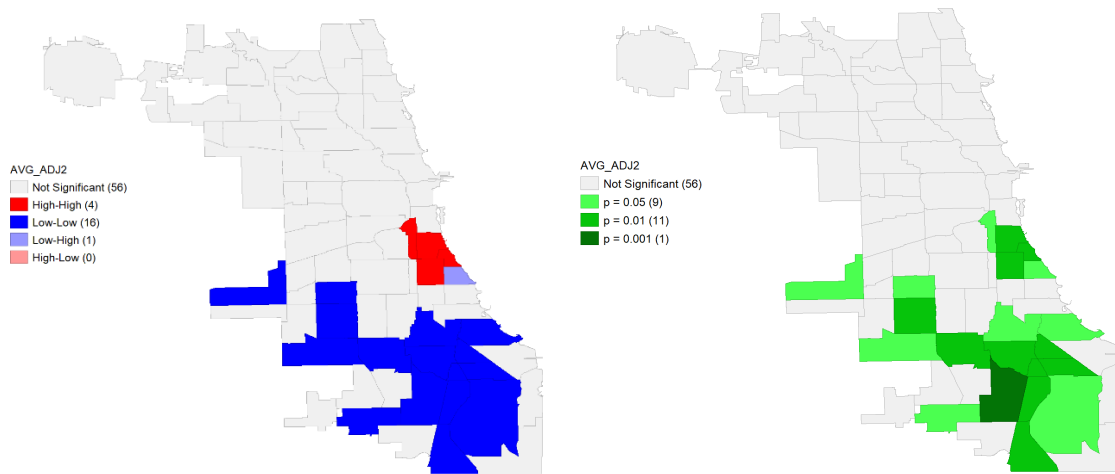 AVG_ADJ2
Not Significant (56)
High-High (4)
Low-Low (16)
Low-High (1)
High-Low (0)
AVG_ADJ2
Not Significant (56)
p = 0.05 (9)
p = 0.01 (11)
p = 0.001 (1)